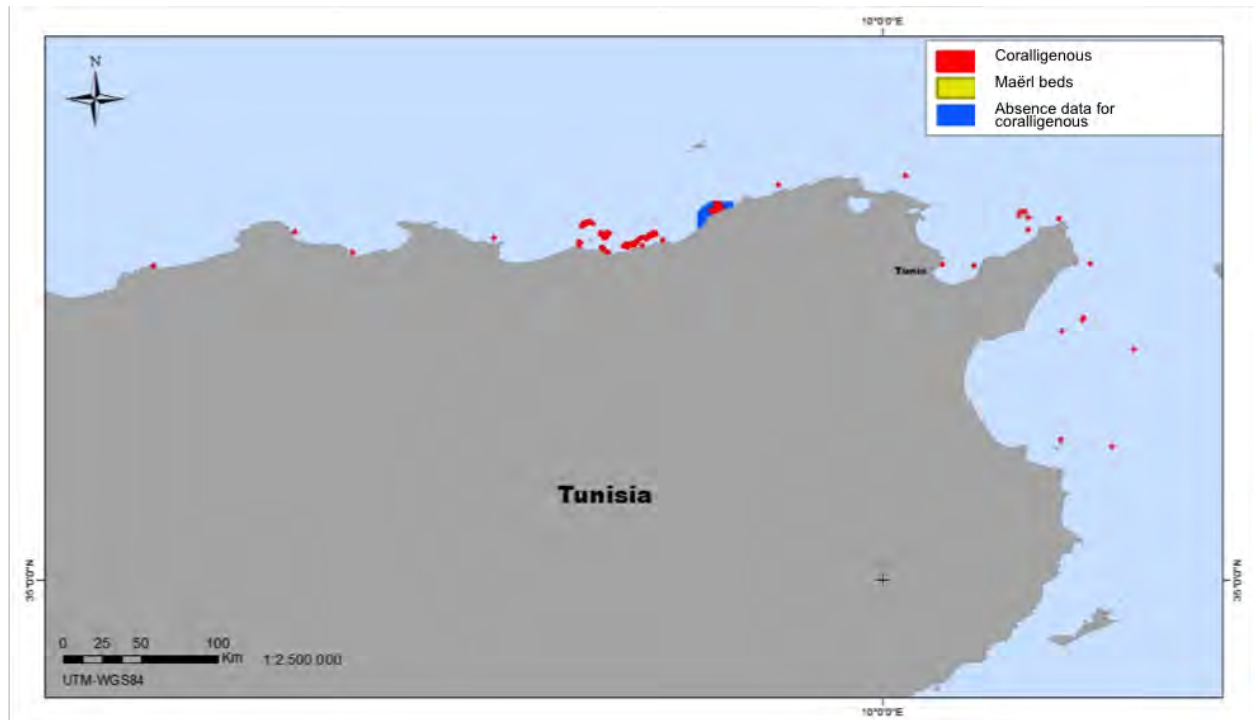 10°0'0"E
N
Coralligenous
Maërl beds
Absence data for
coralligenous
Tunis
Tunisia
35°0'0"N
35°0'0"N
0 25 50 100
Km 1:2.500.000
UTM-WGS84
10°0'0"E